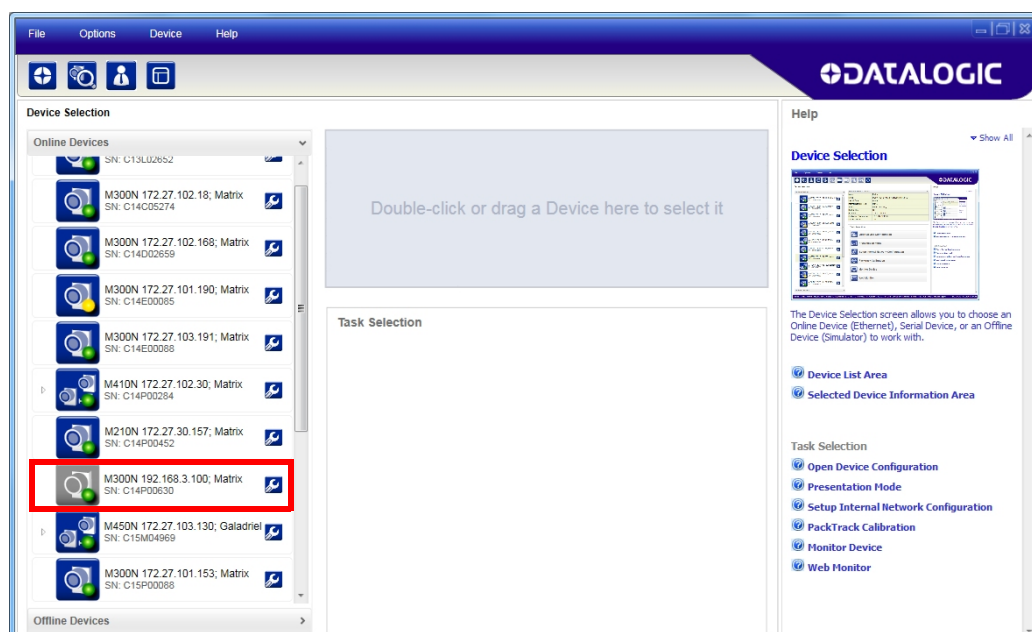 File Options Device Help
DATALOGIC
Device Selection
Online Devices
SN: C13L02652
M300N 172.27.102.18; Matrix
SN: C14C05274
M300N 172.27.102.168; Matrix
SN: C14D02659
M300N 172.27.101.190; Matrix
SN: C14E00085
M300N 172.27.103.191; Matrix
SN: C14E00088
M410N 172.27.102.30; Matrix
SN: C14P00284
M210N 172.27.30.157; Matrix
SN: C14P00452
M300N 192.168.3.100; Matrix
SN: C14P00630
M450N 172.27.103.130; Galadriel
SN: C15M04969
M300N 172.27.101.153; Matrix
SN: C15P00088
Offline Devices
Double-click or drag a Device here to select it
Task Selection
Help
Show All
Device Selection
The Device Selection screen allows you to choose an
Online Device (Ethernet), Serial Device, or an Offline
Device (Simulator) to work with.
Device List Area
Selected Device Information Area
Task Selection
Open Device Configuration
Presentation Mode
Setup Internal Network Configuration
PackTrack Calibration
Monitor Device
Web Monitor